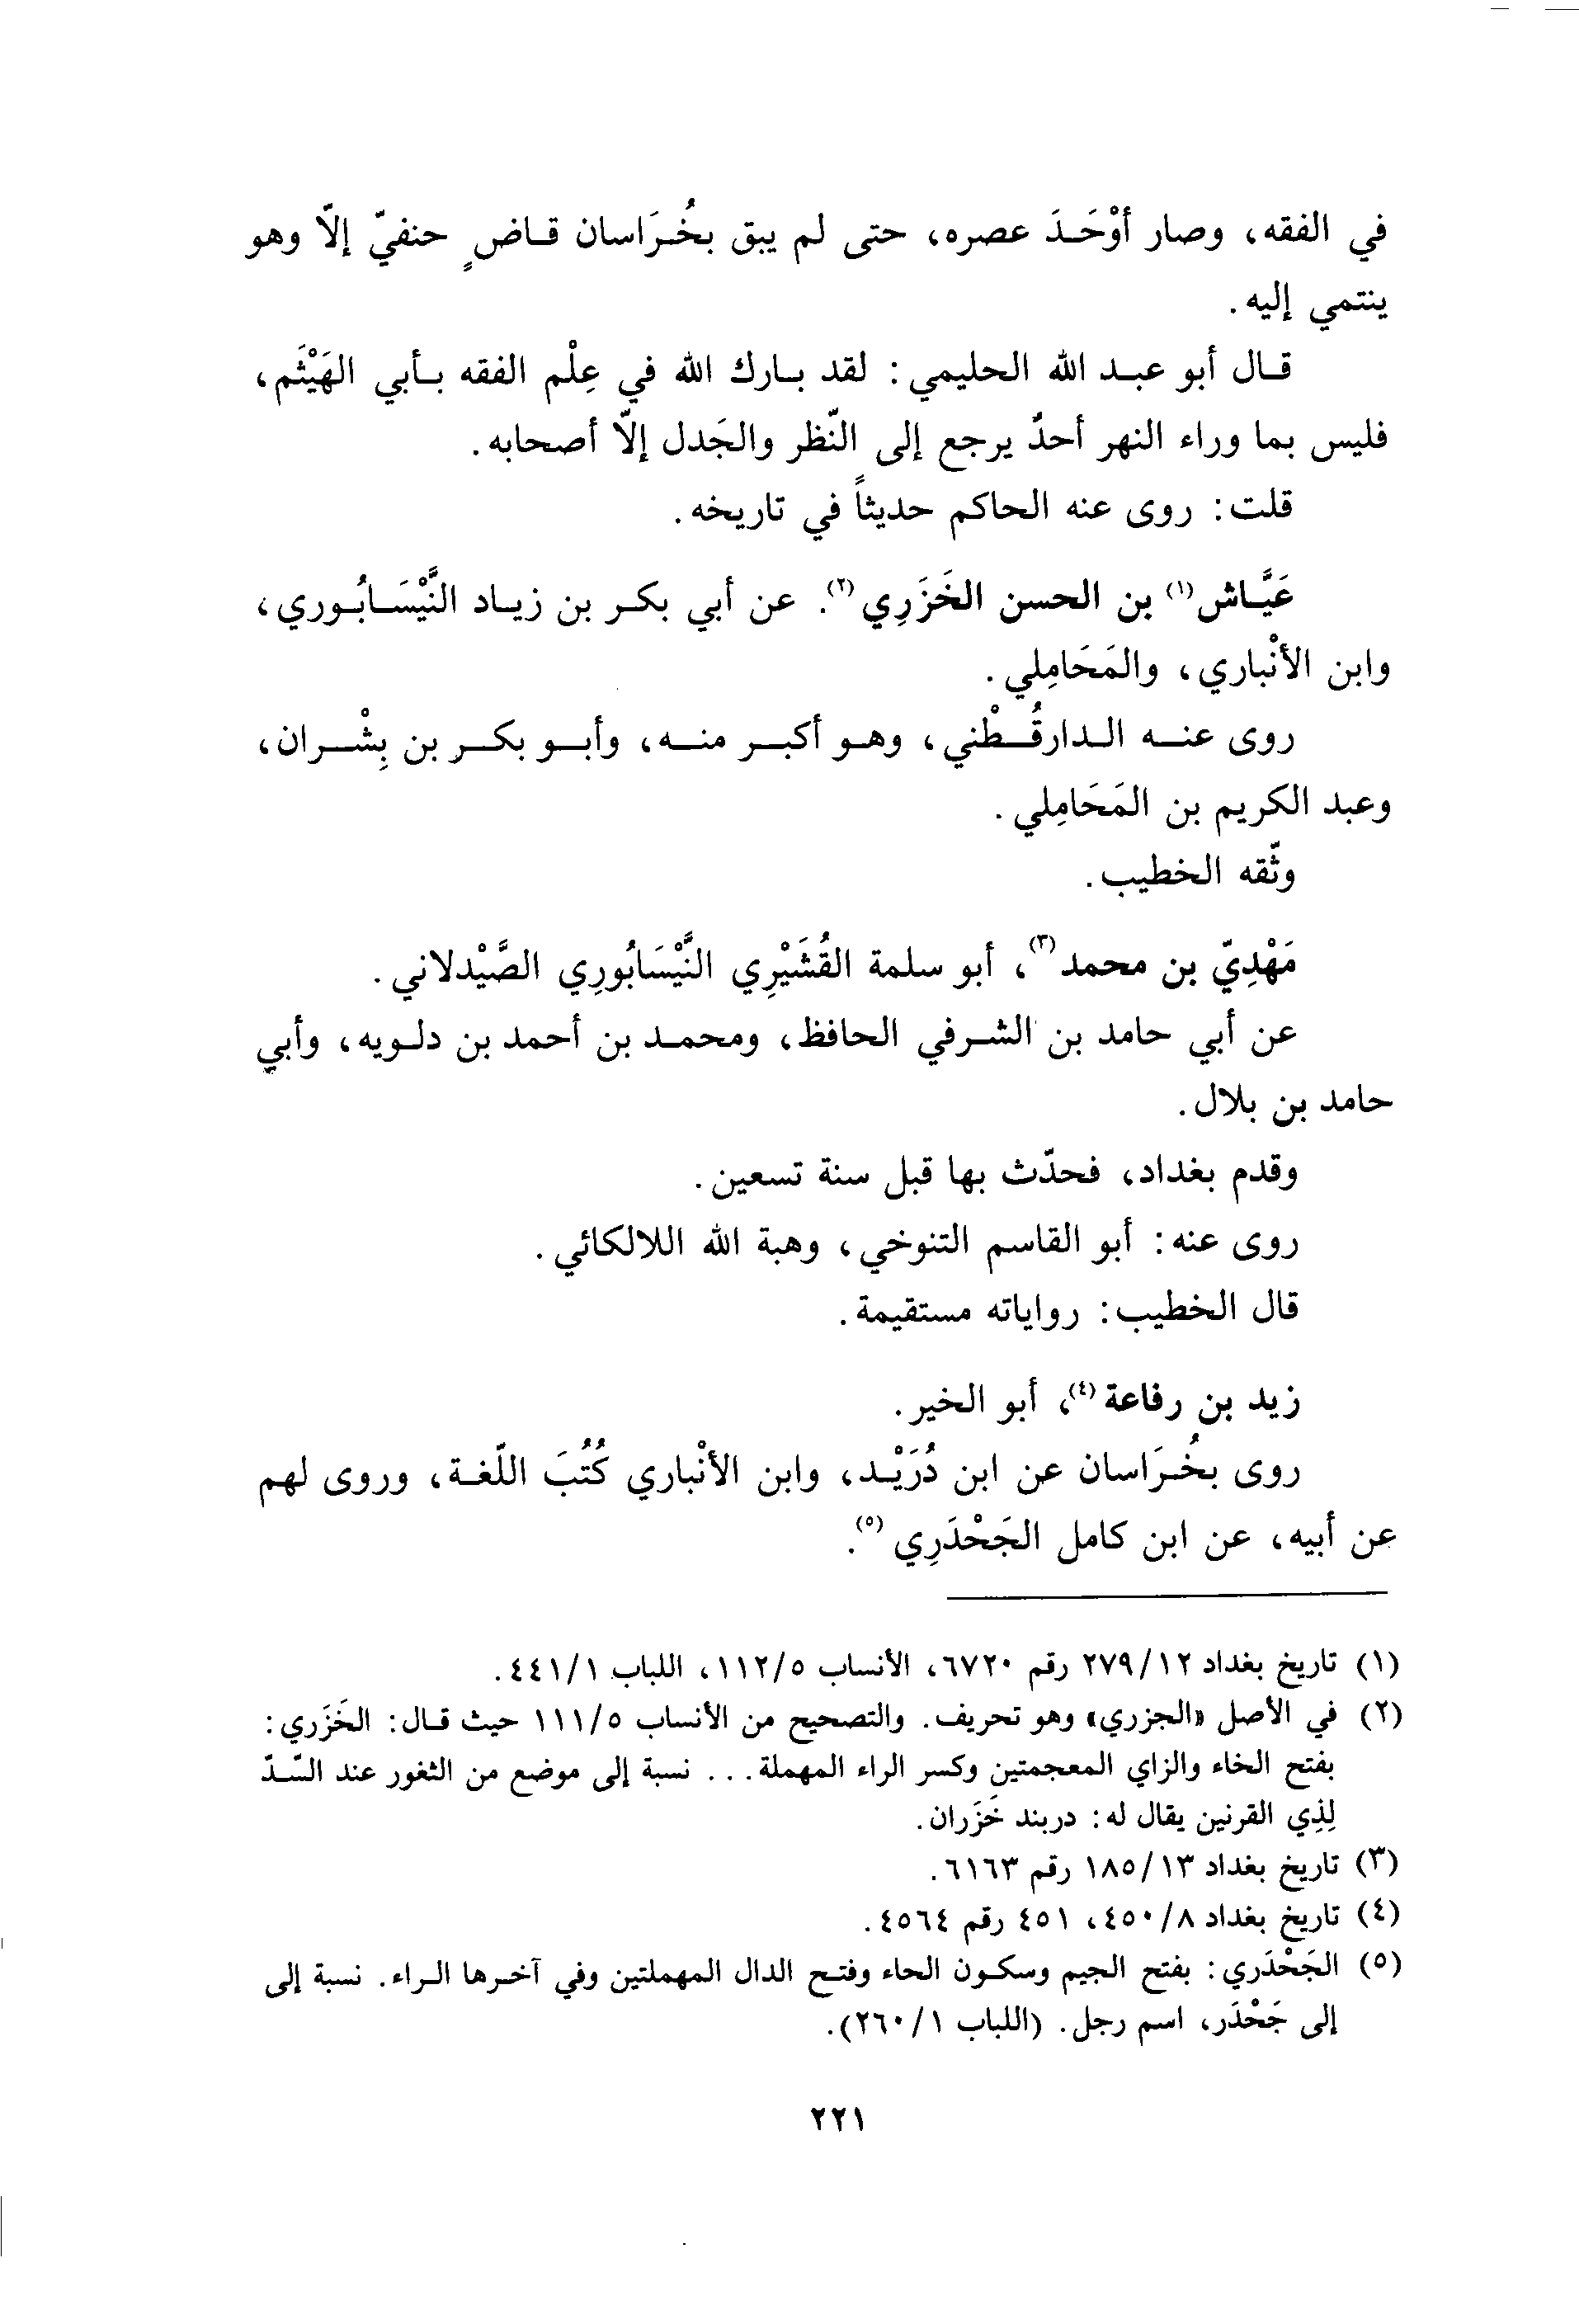 في الفقه، وصار أوْحَدَ عصره، حتى لم يبق بخُرَاسان قاضٍ حنفيّ إلّا وهو
ينتمي إليه.
قال أبو عبد الله الحليمي: لقد بارك الله في عِلْم الفقه بأبي الهَيْثَم،
فليس بما وراء النهر أحدٌ يرجع إلى النّظر والجَدل إلّا أصحابه.
قلت: روى عنه الحاكم حديثاً في تاريخه.
عَيَّاش(١) بن الحسن الخَزَرِي(٢). عن أبي بكر بن زياد النَّيْسَابُوري،
وابن الأنْباري، والمَحَامِلي.
روى عنه الدارقُطْني، وهو أكبر منه، وأبو بكر بن بِشْران،
وعبد الكريم بن المَحَامِلي.
وثّقه الخطيب.
مَهْدِيّ بن محمد(٣)، أبو سلمة القُشَيْرِي النَّيْسَابُورِي الصَّيْدلاني.
عن أبي حامد بن الشرفي الحافظ، ومحمد بن أحمد بن دلويه، وأبي
حامد بن بلال.
وقدم بغداد، فحدّث بها قبل سنة تسعين.
روى عنه: أبو القاسم التنوخي، وهبة الله اللالكائي.
قال الخطيب: رواياته مستقيمة.
زيد بن رفاعة(٤)، أبو الخير.
روى بخُرَاسان عن ابن دُرَيْد، وابن الأنْباري كُتُبَ اللّغة، وروى لهم
عن أبيه، عن ابن كامل الجَحْدَرِي(٥).
(١) تاريخ بغداد ٢٧٩/١٢ رقم ٦٧٢٠، الأنساب ١١٢/٥، اللباب ٤٤١/١.
(٢) في الأصل «الجزري» وهو تحريف. والتصحيح من الأنساب ١١١/٥ حيث قال: الخَزَري:
بفتح الخاء والزاي المعجمتين وكسر الراء المهملة... نسبة إلى موضع من الثغور عند السّدّ
لِذِي القرنين يقال له: دربند خَزَران.
(٣) تاريخ بغداد ١٨٥/١٣ رقم ٦١٦٣.
(٤) تاريخ بغداد ٤٥٠/٨، ٤٥١ رقم ٤٥٦٤.
(٥) الجَحْدَري: بفتح الجيم وسكون الحاء وفتح الدال المهملتين وفي آخرها الراء. نسبة إلى
إلى جَحْدَر، اسم رجل. (اللباب ٢٦٠/١).
٢٢١